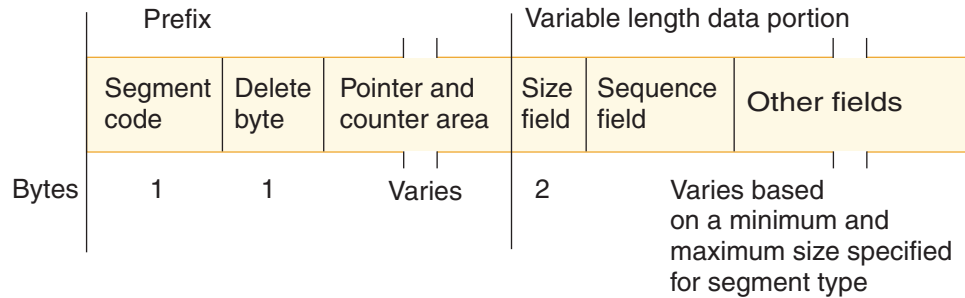 Prefix
Variable length data portion
Segment code
Delete byte
Pointer and counter area
Size field
Sequence field
Other fields
Bytes
1
1
Varies
2
Varies based
on a minimum and
maximum size specified
for segment type